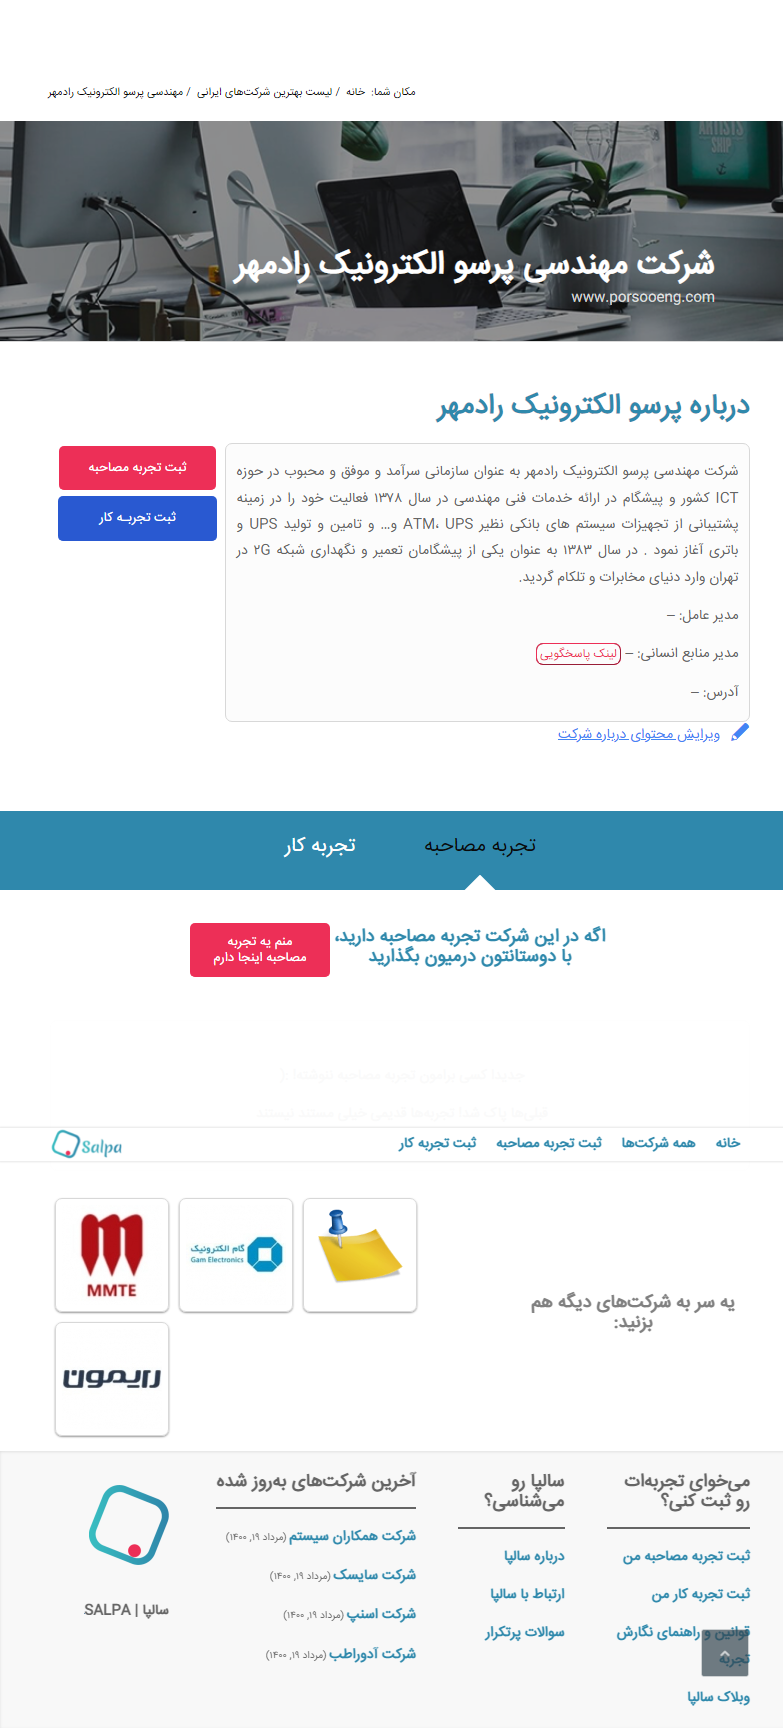 مکان شما: خانه / لیست بهترین شرکت‌های ایرانی / مهندسی پرسو الکترونیک رادمهر
ARTISTS
SHIP
شرکت مهندسی پرسو الکترونیک رادمهر
www.porsooeng.com
درباره پرسو الکترونیک رادمهر
ثبت تجربه مصاحبه
ثبت تجربـه کار
شرکت مهندسی پرسو الکترونیک رادمهر به عنوان سازمانی سرآمد و موفق و محبوب در حوزه
ICT کشور و پیشگام در ارائه خدمات فنی مهندسی در سال ۱۳۷۸ فعالیت خود را در زمینه
پشتیبانی از تجهیزات سیستم های بانکی نظیر ATM، UPS و… و تامین و تولید UPS و
باتری آغاز نمود . در سال ۱۳۸۳ به عنوان یکی از پیشگامان تعمیر و نگهداری شبکه ۲G در
تهران وارد دنیای مخابرات و تلکام گردید.
مدیر عامل: –
مدیر منابع انسانی: – لینک پاسخگویی
آدرس: –
ویرایش محتوای درباره شرکت
تجربه مصاحبه
تجربه کار
اگه در این شرکت تجربه مصاحبه دارید،
با دوستانتون درمیون بگذارید
منم یه تجربه
مصاحبه اینجا دارم
خانه
همه شرکت‌ها
ثبت تجربه مصاحبه
ثبت تجربه کار
Salpa
یه سر به شرکت‌های دیگه هم
بزنید:
گام الکترونیک
Gam Electronics
MMTE
ریمون
می‌خوای تجربه‌ات
رو ثبت کنی؟
ثبت تجربه مصاحبه من
ثبت تجربه کار من
قوانین و راهنمای نگارش
تجربه
وبلاگ سالپا
سالپا رو
می‌شناسی؟
درباره سالپا
ارتباط با سالپا
سوالات پرتکرار
آخرین شرکت‌های به‌روز شده
شرکت همکاران سیستم (مرداد ۱۹, ۱۴۰۰)
شرکت سایسک (مرداد ۱۹, ۱۴۰۰)
شرکت اسنپ (مرداد ۱۹, ۱۴۰۰)
شرکت آدوراطب (مرداد ۱۹, ۱۴۰۰)
سالپا | SALPA